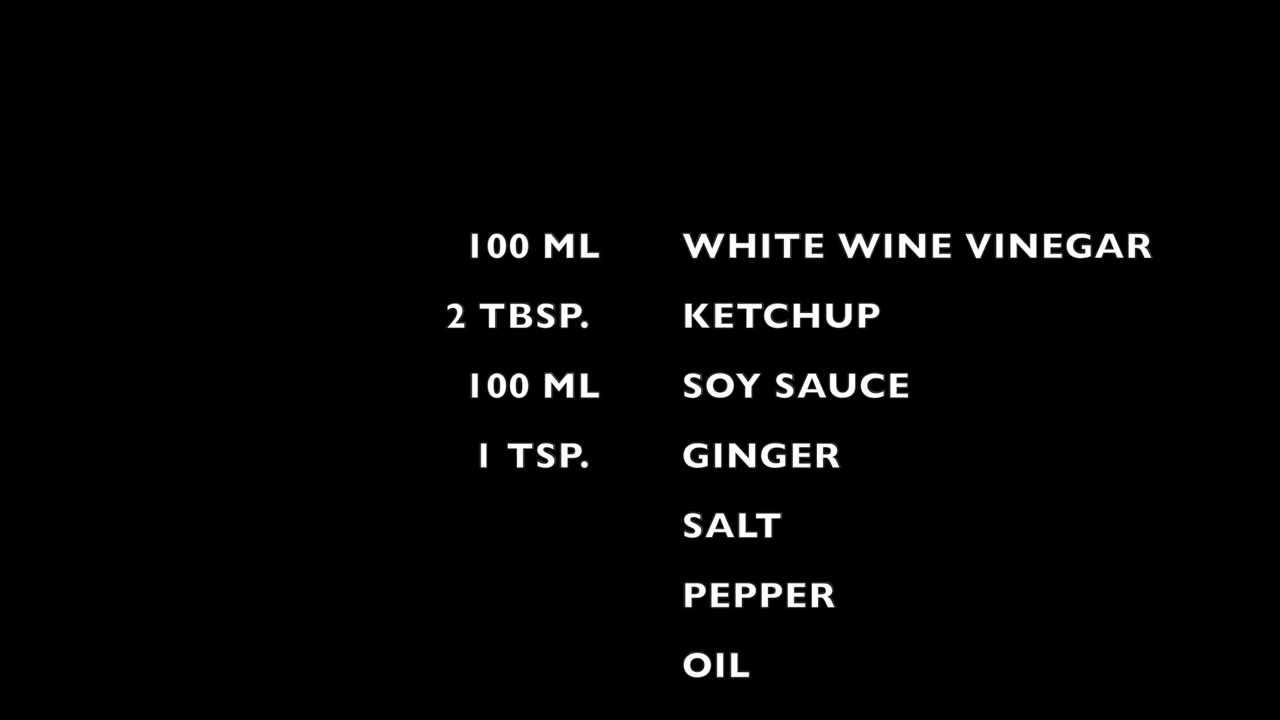 100 ML WHITE WINE VINEGAR
2 TBSP. KETCHUP
100 ML SOY SAUCE
1 TSP. GINGER
SALT
PEPPER
OIL